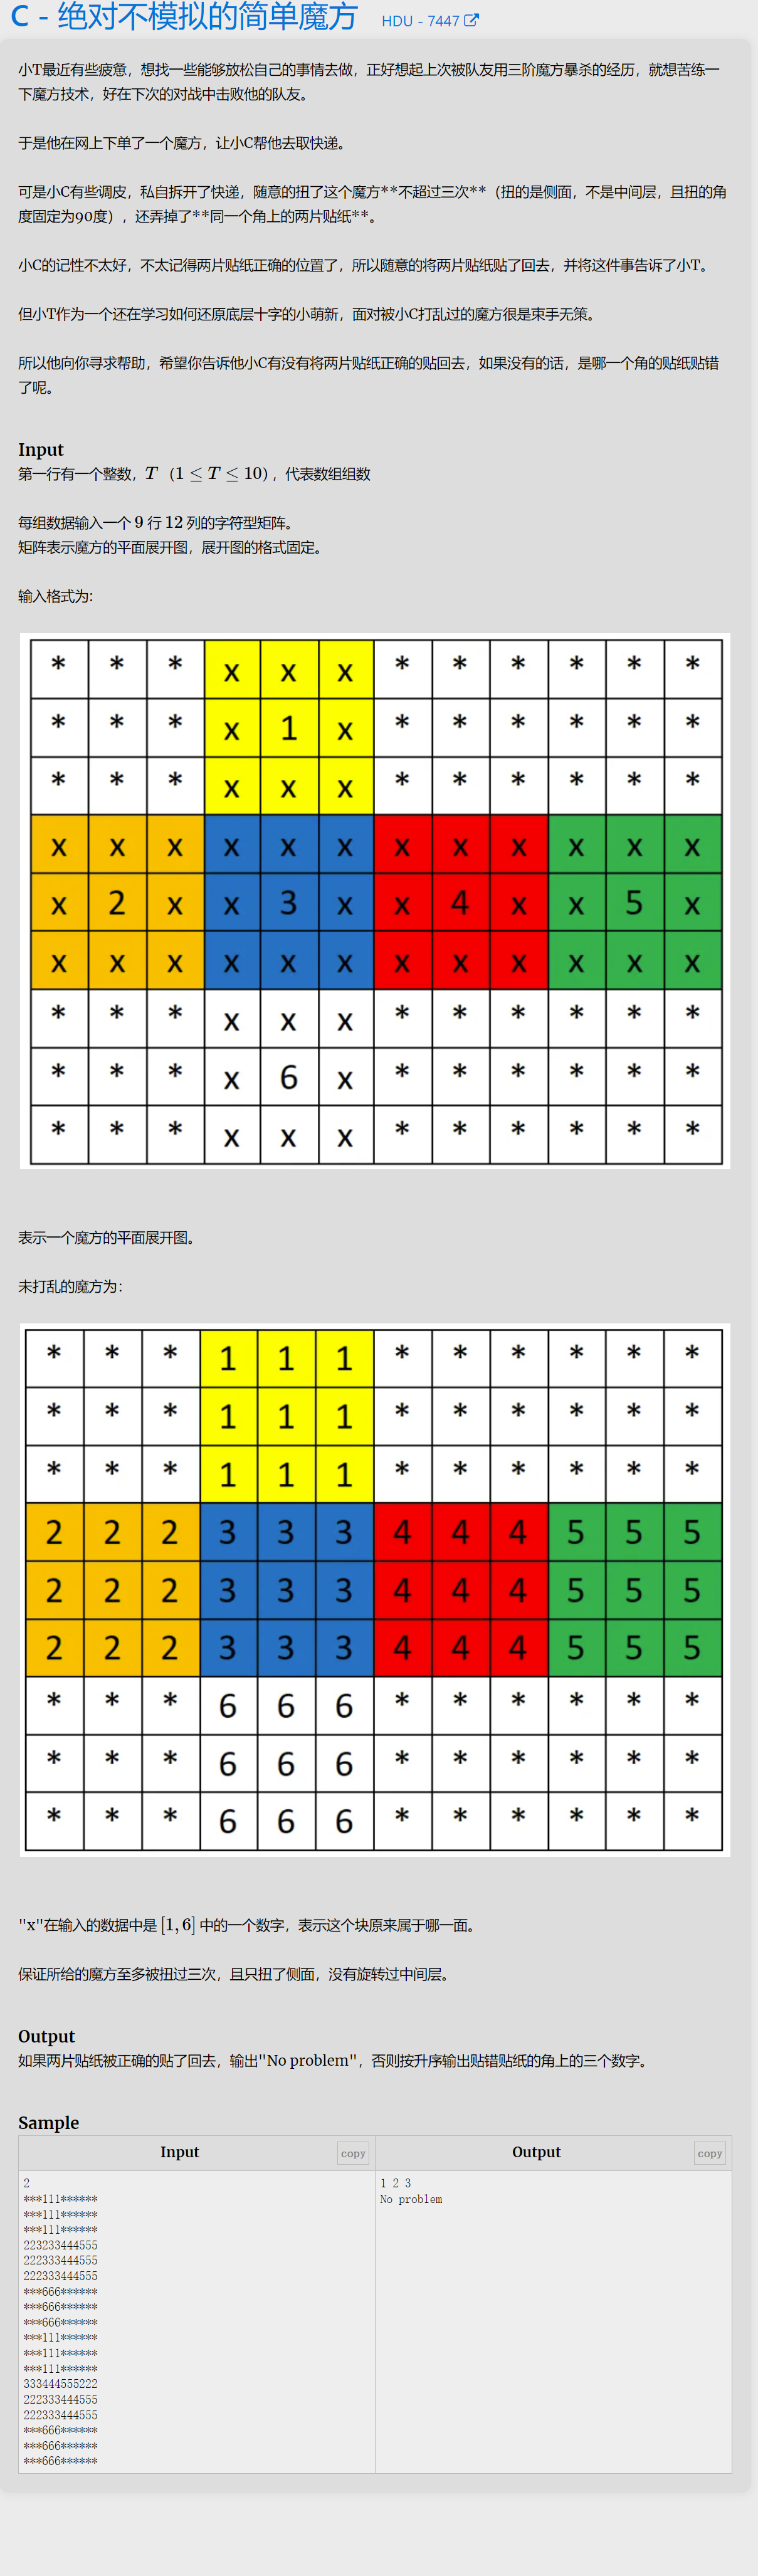 C - 绝对不模拟的简单魔方 HDU - 7447
小T最近有些疲惫，想找一些能够放松自己的事情去做，正好想起上次被队友用三阶魔方暴杀的经历，就想苦练一
下魔方技术，好在下次的对战中击败他的队友。
于是他在网上下单了一个魔方，让小C帮他去取快递。
可是小C有些调皮，私自拆开了快递，随意的扭了这个魔方**不超过三次**（扭的是侧面，不是中间层，且扭的角
度固定为90度），还弄掉了**同一个角上的两片贴纸**。
小C的记性不太好，不太记得两片贴纸正确的位置了，所以随意的将两片贴纸贴了回去，并将这件事告诉了小T。
但小T作为一个还在学习如何还原底层十字的小萌新，面对被小C打乱过的魔方很是束手无策。
所以他向你寻求帮助，希望你告诉他小C有没有将两片贴纸正确的贴回去，如果没有的话，是哪一个角的贴纸贴错
了呢。
Input
第一行有一个整数，T （1 ≤ T ≤ 10），代表数组组数
每组数据输入一个 9 行 12 列的字符型矩阵。
矩阵表示魔方的平面展开图，展开图的格式固定。
输入格式为:
* * * x x x * * * * * *
* * * x 1 x * * * * * *
* * * x x x * * * * * *
x x x x x x x x x x x x
x 2 x x 3 x x 4 x x 5 x
x x x x x x x x x x x x
* * * x x x * * * * * *
* * * x 6 x * * * * * *
* * * x x x * * * * * *
表示一个魔方的平面展开图。
未打乱的魔方为：
* * * 1 1 1 * * * * * *
* * * 1 1 1 * * * * * *
* * * 1 1 1 * * * * * *
2 2 2 3 3 3 4 4 4 5 5 5
2 2 2 3 3 3 4 4 4 5 5 5
2 2 2 3 3 3 4 4 4 5 5 5
* * * 6 6 6 * * * * * *
* * * 6 6 6 * * * * * *
* * * 6 6 6 * * * * * *
"x"在输入的数据中是 [1, 6] 中的一个数字，表示这个块原来属于哪一面。
保证所给的魔方至多被扭过三次，且只扭了侧面，没有旋转过中间层。
Output
如果两片贴纸被正确的贴了回去，输出"No problem"，否则按升序输出贴错贴纸的角上的三个数字。
Sample
Input copy Output copy
2
***111******
***111******
***111******
223233444555
222333444555
222333444555
***666******
***666******
***666******
***111******
***111******
***111******
333444555222
222333444555
222333444555
***666******
***666******
***666******
1 2 3
No problem